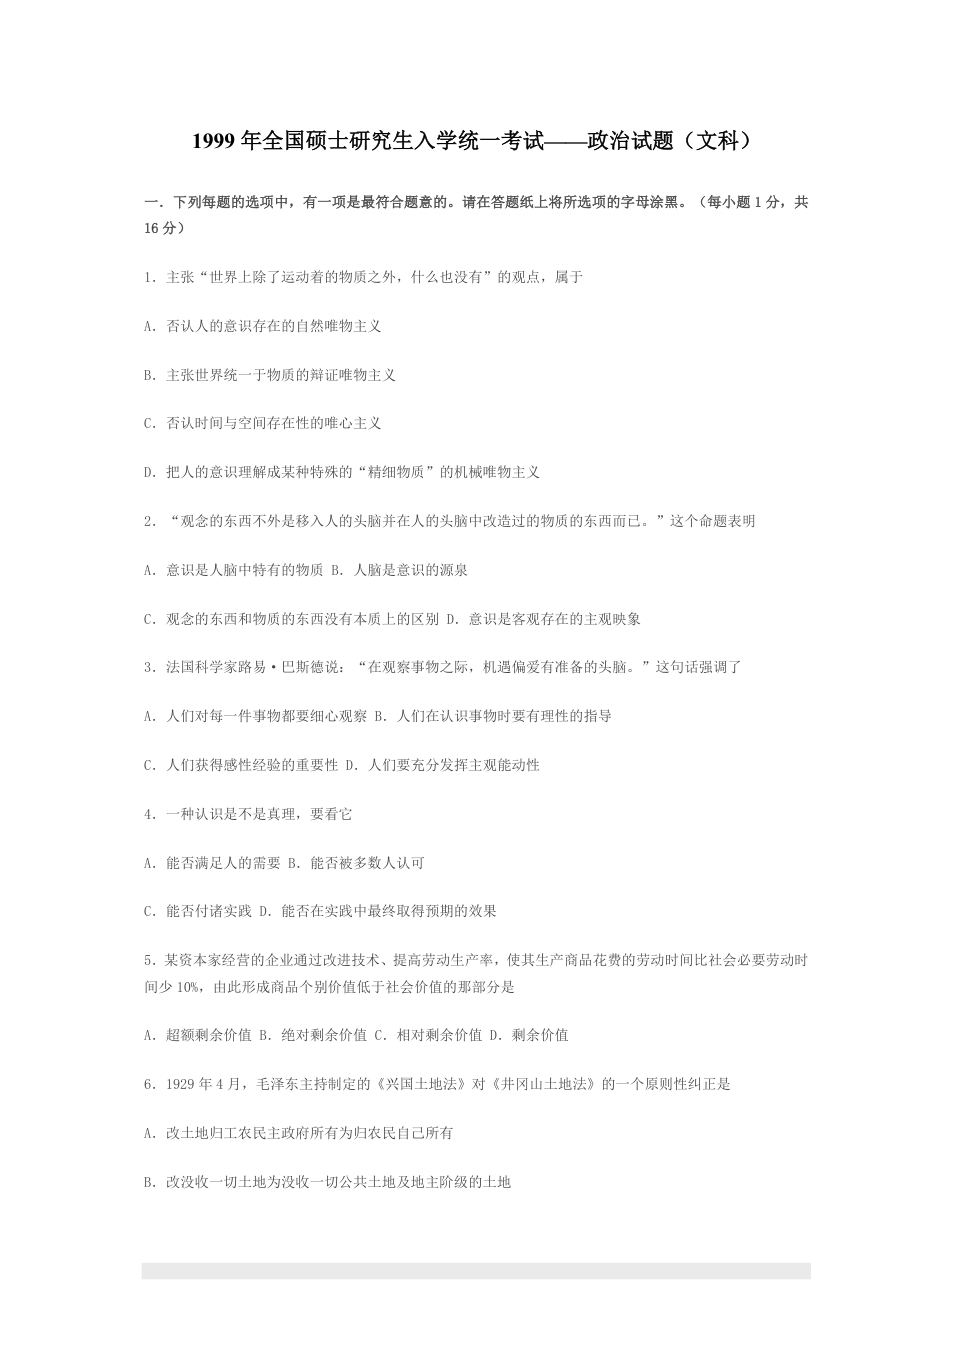 1999 年全国硕士研究生入学统一考试——政治试题（文科）
一．下列每题的选项中，有一项是最符合题意的。请在答题纸上将所选项的字母涂黑。（每小题 1 分，共
16 分）
1．主张“世界上除了运动着的物质之外，什么也没有”的观点，属于
A．否认人的意识存在的自然唯物主义
B．主张世界统一于物质的辩证唯物主义
C．否认时间与空间存在性的唯心主义
D．把人的意识理解成某种特殊的“精细物质”的机械唯物主义
2．“观念的东西不外是移入人的头脑并在人的头脑中改造过的物质的东西而已。”这个命题表明
A．意识是人脑中特有的物质 B．人脑是意识的源泉
C．观念的东西和物质的东西没有本质上的区别 D．意识是客观存在的主观映象
3．法国科学家路易·巴斯德说：“在观察事物之际，机遇偏爱有准备的头脑。”这句话强调了
A．人们对每一件事物都要细心观察 B．人们在认识事物时要有理性的指导
C．人们获得感性经验的重要性 D．人们要充分发挥主观能动性
4．一种认识是不是真理，要看它
A．能否满足人的需要 B．能否被多数人认可
C．能否付诸实践 D．能否在实践中最终取得预期的效果
5．某资本家经营的企业通过改进技术、提高劳动生产率，使其生产商品花费的劳动时间比社会必要劳动时
间少 10%，由此形成商品个别价值低于社会价值的那部分是
A．超额剩余价值 B．绝对剩余价值 C．相对剩余价值 D．剩余价值
6．1929 年 4 月，毛泽东主持制定的《兴国土地法》对《井冈山土地法》的一个原则性纠正是
A．改土地归工农民主政府所有为归农民自己所有
B．改没收一切土地为没收一切公共土地及地主阶级的土地